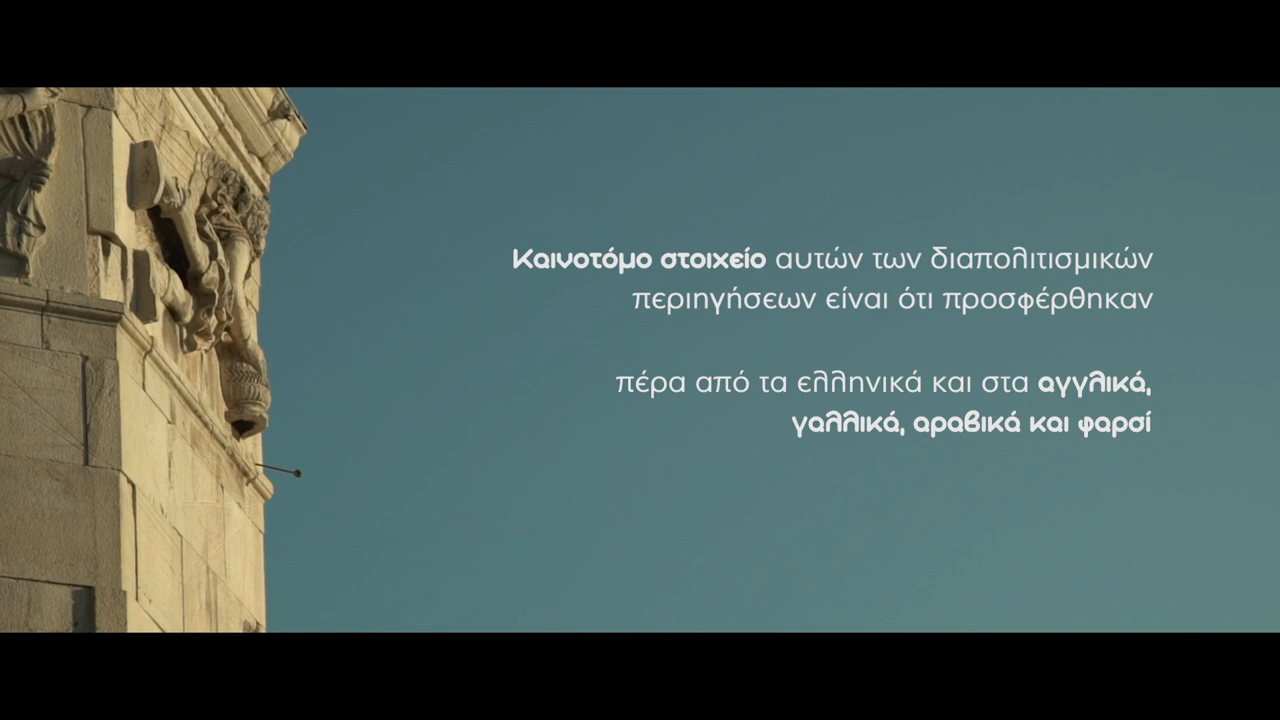 Καινοτόμο στοιχείο αυτών των διαπολιτισμικών
περιηγήσεων είναι ότι προσφέρθηκαν
πέρα από τα ελληνικά και στα αγγλικά,
γαλλικά, αραβικά και φαρσί